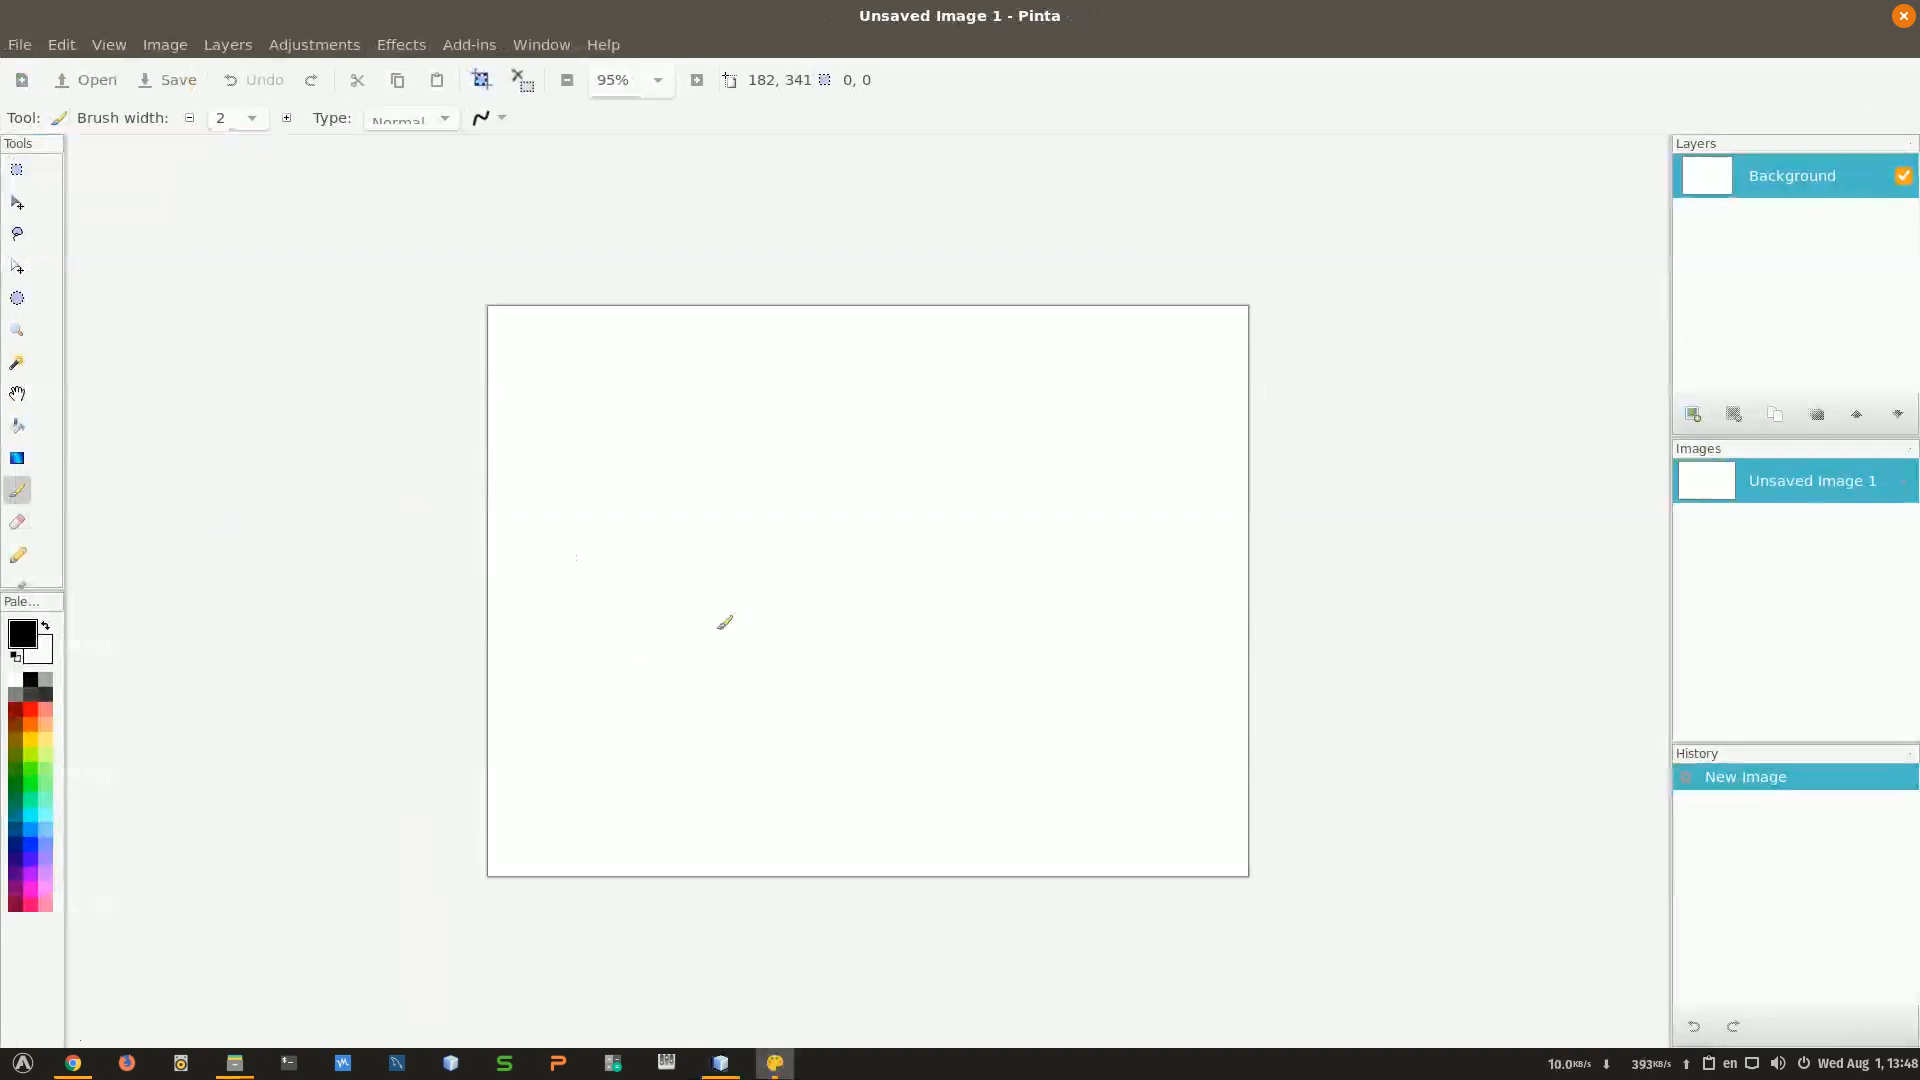 Unsaved Image 1 - Pinta
File Edit View Image Layers Adjustments Effects Add-ins Window Help
Open Save Undo 95% 182, 341 0, 0
Tool: Brush width: 2 Type: Normal
Tools
Layers
Background
Images
Unsaved Image 1
Pale...
History
New Image
10.0KB/s 393KB/s en Wed Aug 1, 13:48